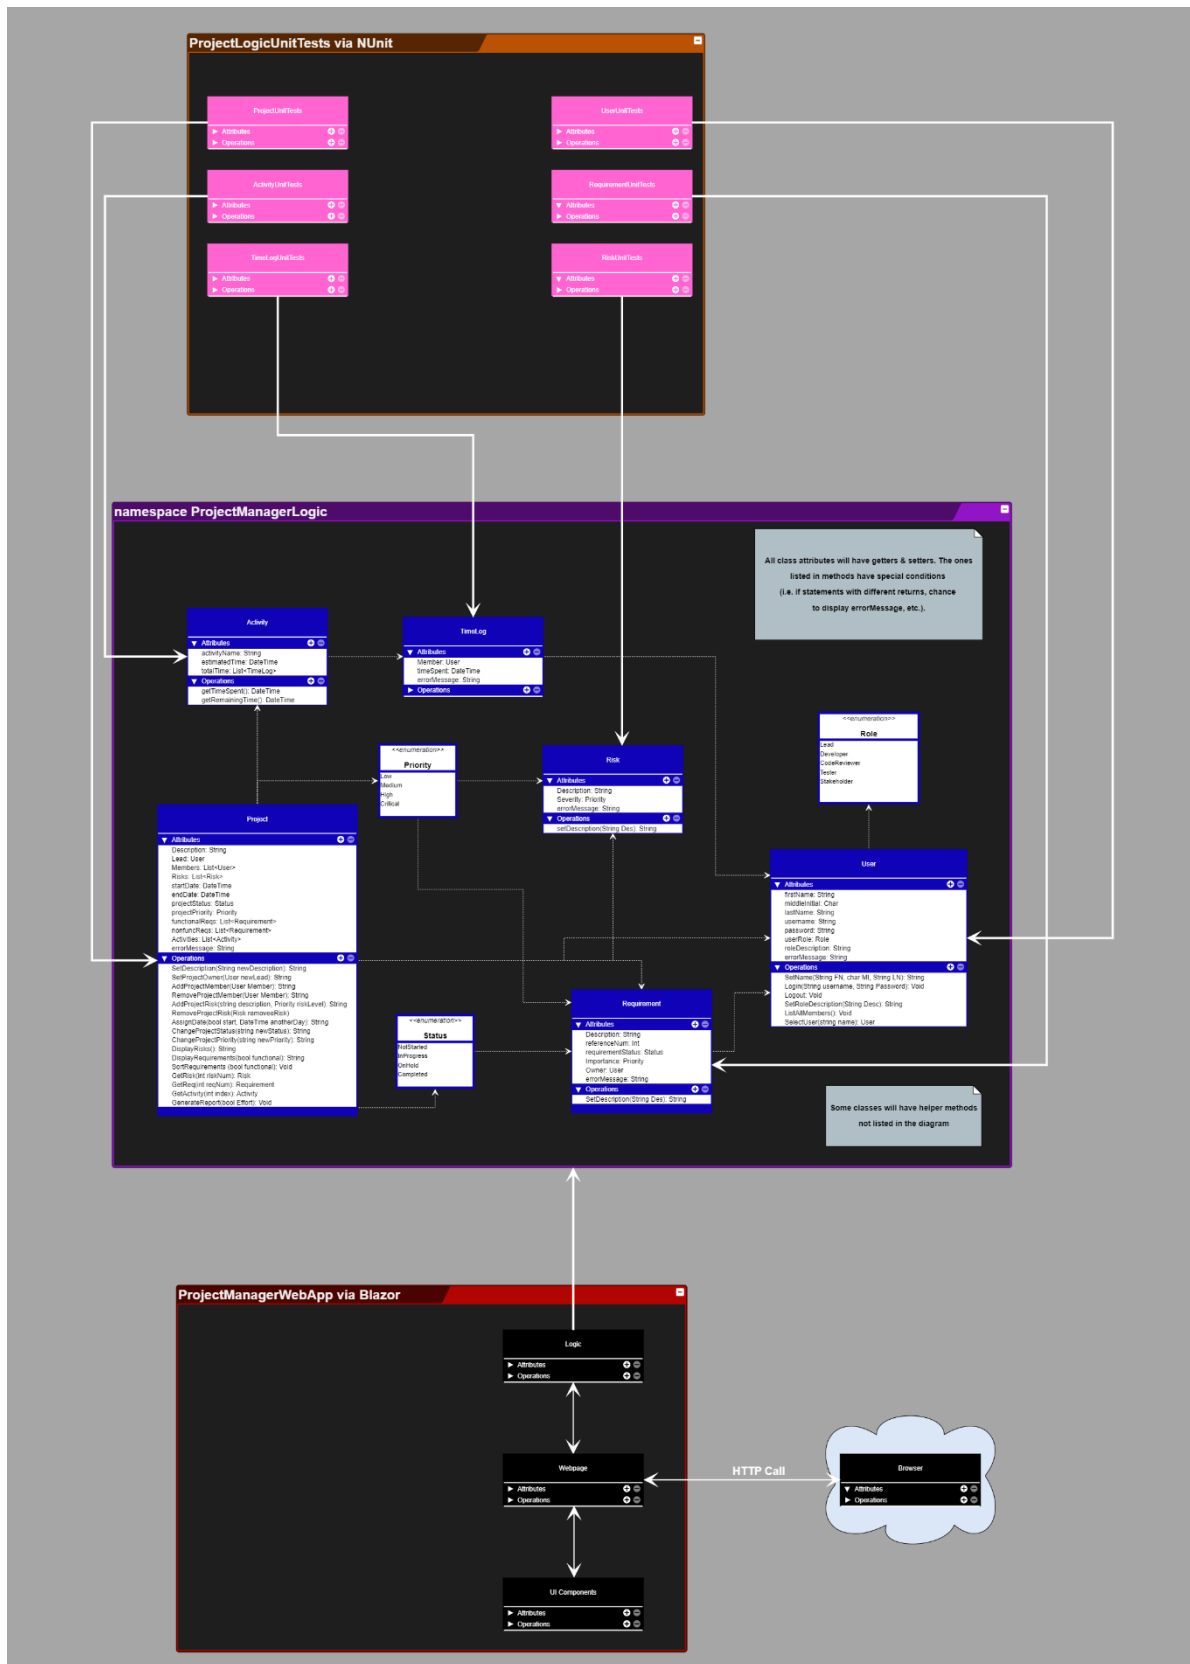 ProjectLogicUnitTests via NUnit
ProjectUnitTests
Attributes
Operations
UserUnitTests
Attributes
Operations
ActivityUnitTests
Attributes
Operations
RequirementUnitTests
Attributes
Operations
TimeLogUnitTests
Attributes
Operations
RiskUnitTests
Attributes
Operations
namespace ProjectManagerLogic
All class attributes will have getters & setters. The ones
listed in methods have special conditions
(i.e. if statements with different returns, chance
to display errorMessage, etc.).
Activity
Attributes
activityName: String
estimatedTime: DateTime
totalTime: List<TimeLog>
Operations
getTimeSpent(): DateTime
getRemainingTime(): DateTime
TimeLog
Attributes
Member: User
timeSpent: DateTime
errorMessage: String
Operations
<<enumeration>>
Role
Lead
Developer
CodeReviewer
Tester
Stakeholder
<<enumeration>>
Priority
Low
Medium
High
Critical
Risk
Attributes
Description: String
Severity: Priority
errorMessage: String
Operations
setDescription(String Des): String
Project
Attributes
Description: String
Lead: User
Members: List<User>
Risks: List<Risk>
startDate: DateTime
endDate: DateTime
projectStatus: Status
projectPriority: Priority
functionalReqs: List<Requirement>
nonfuncReqs: List<Requirement>
Activities: List<Activity>
errorMessage: String
Operations
SetDescription(String newDescription): String
SetProjectOwner(User newLead): String
AddProjectMember(User Member): String
RemoveProjectMember(User Member): String
AddProjectRisk(string description, Priority riskLevel): String
RemoveProjectRisk(Risk removeesRisk)
AssignDate(bool start, DateTime anotherDay): String
ChangeProjectStatus(string newStatus): String
ChangeProjectPriority(string newPriority): String
DisplayRisks(): String
DisplayRequirements(bool functional): String
SortRequirements (bool functional): Void
GetRisk(int riskNum): Risk
GetReq(int reqNum): Requirement
GetActivity(int index): Activity
GenerateReport(bool Effort): Void
User
Attributes
firstName: String
middleInitial: Char
lastName: String
username: String
password: String
userRole: Role
roleDescription: String
errorMessage: String
Operations
SetName(String FN, char MI, String LN): String
Login(String username, String Password): Void
Logout: Void
SetRoleDescription(String Desc): String
ListAllMembers(): Void
SelectUser(string name): User
<<enumeration>>
Status
NotStarted
InProgress
OnHold
Completed
Requirement
Attributes
Description: String
referenceNum: Int
requirementStatus: Status
Importance: Priority
Owner: User
errorMessage: String
Operations
SetDescription(String Des): String
Some classes will have helper methods
not listed in the diagram
ProjectManagerWebApp via Blazor
Logic
Attributes
Operations
Webpage
Attributes
Operations
HTTP Call
Browser
Attributes
Operations
UI Components
Attributes
Operations